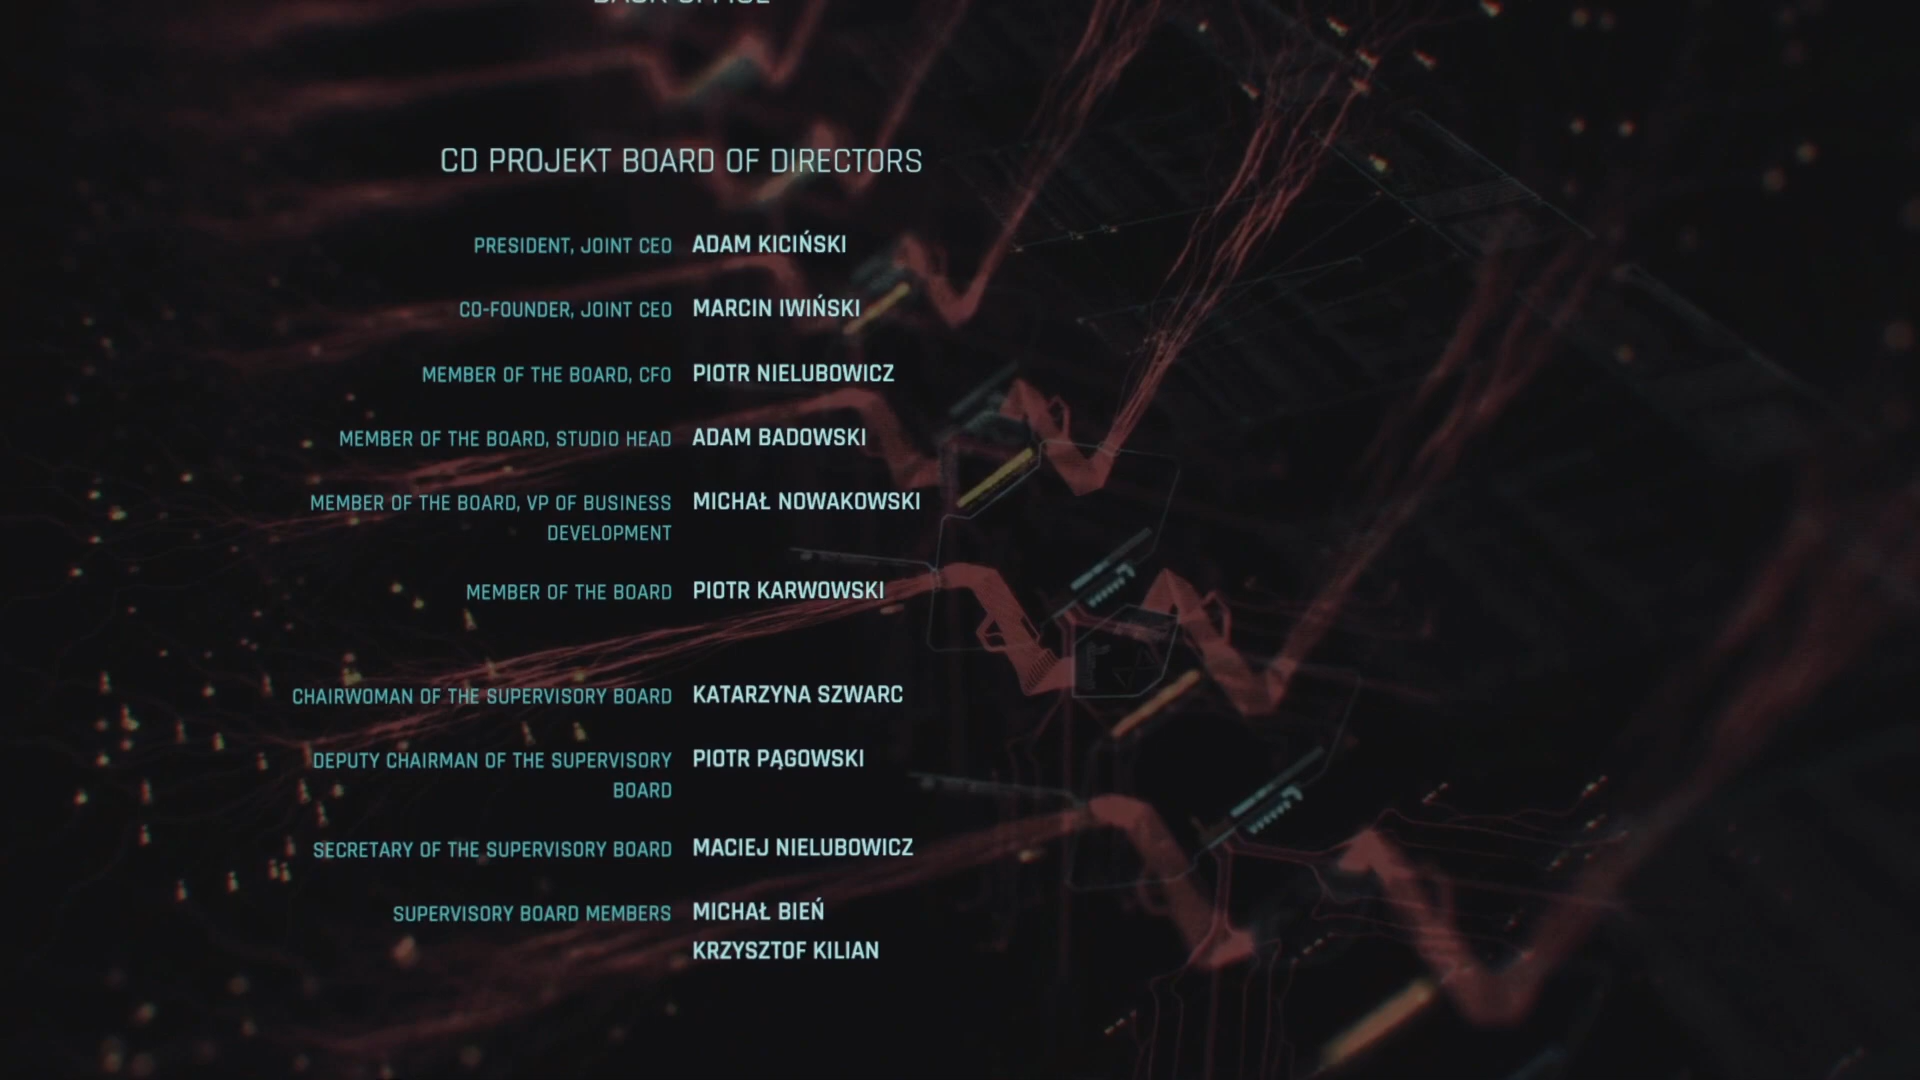 BACK OFFICE
CD PROJEKT BOARD OF DIRECTORS
PRESIDENT, JOINT CEO ADAM KICIŃSKI
CO-FOUNDER, JOINT CEO MARCIN IWIŃSKI
MEMBER OF THE BOARD, CFO PIOTR NIELUBOWICZ
MEMBER OF THE BOARD, STUDIO HEAD ADAM BADOWSKI
MEMBER OF THE BOARD, VP OF BUSINESS MICHAŁ NOWAKOWSKI
DEVELOPMENT
MEMBER OF THE BOARD PIOTR KARWOWSKI
CHAIRWOMAN OF THE SUPERVISORY BOARD KATARZYNA SZWARC
DEPUTY CHAIRMAN OF THE SUPERVISORY PIOTR PĄGOWSKI
BOARD
SECRETARY OF THE SUPERVISORY BOARD MACIEJ NIELUBOWICZ
SUPERVISORY BOARD MEMBERS MICHAŁ BIEŃ
KRZYSZTOF KILIAN